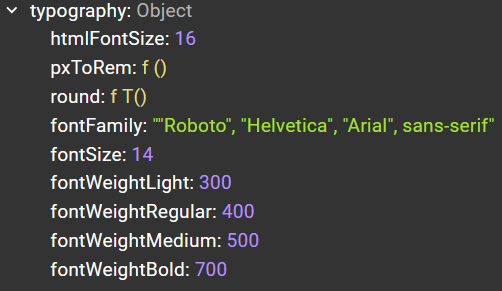 typography: Object
htmlFontSize: 16
pxToRem: f ()
round: f T()
fontFamily: ""Roboto", "Helvetica", "Arial", sans-serif"
fontSize: 14
fontWeightLight: 300
fontWeightRegular: 400
fontWeightMedium: 500
fontWeightBold: 700